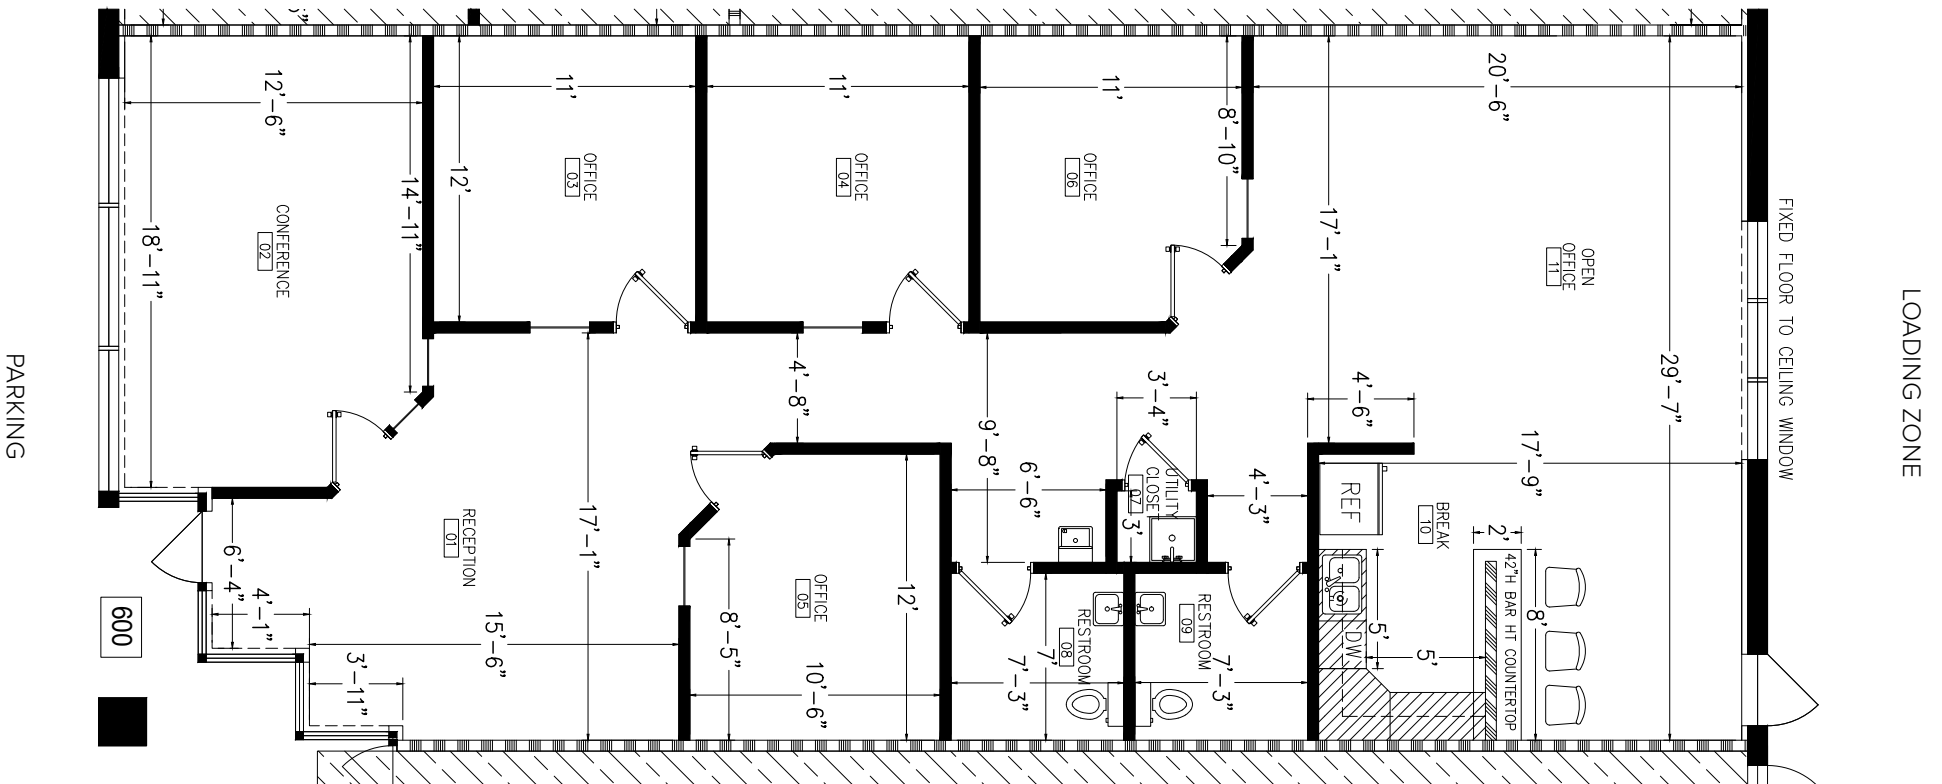 5"
12'-6"
18'-11"
14'-11"
CONFERENCE
02
11'
12'
OFFICE
03
11'
OFFICE
04
11'
8'-10"
OFFICE
06
20'-6"
17'-1"
OPEN
OFFICE
11
29'-7"
FIXED FLOOR TO CEILING WINDOW
LOADING ZONE
PARKING
4'-8"
9'-8"
3'-4"
4'-6"
17'-9"
6'-6"
UTILITY
CLOSET
07
3'
4'-3"
REF
BREAK
10
2'
42"H BAR HT COUNTERTOP
8'
5'
DW
5'
RECEPTION
01
17'-1"
6'-4"
4'-1"
15'-6"
3'-11"
600
OFFICE
05
12'
8'-5"
10'-6"
RESTROOM
08
7'
7'-3"
RESTROOM
09
7'-3"